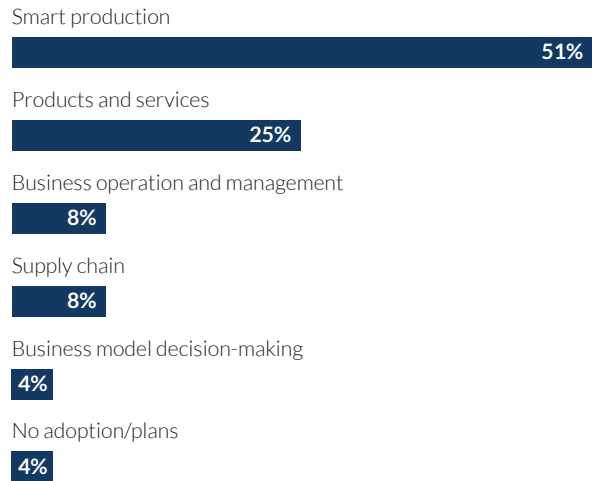 Smart production
51%
Products and services
25%
Business operation and management
8%
Supply chain
8%
Business model decision-making
4%
No adoption/plans
4%